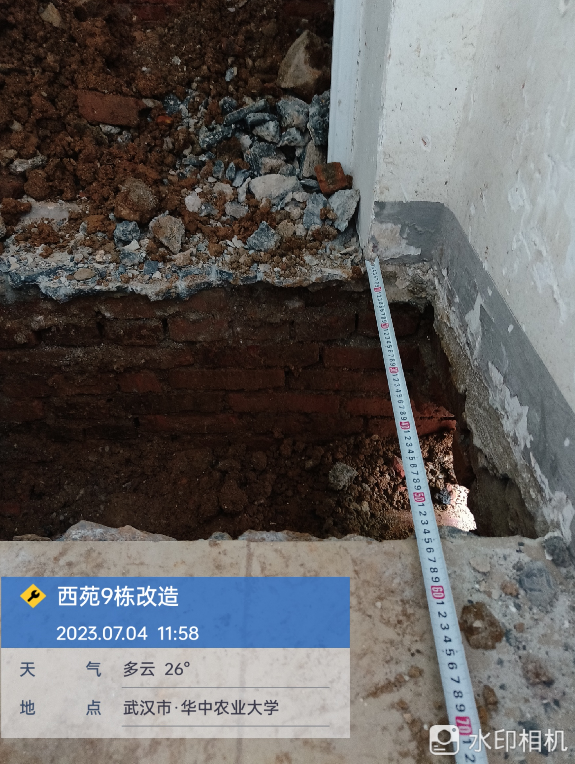 西苑9栋改造
2023.07.04 11:58
天 气 多云 26°
地 点 武汉市·华中农业大学
水印相机